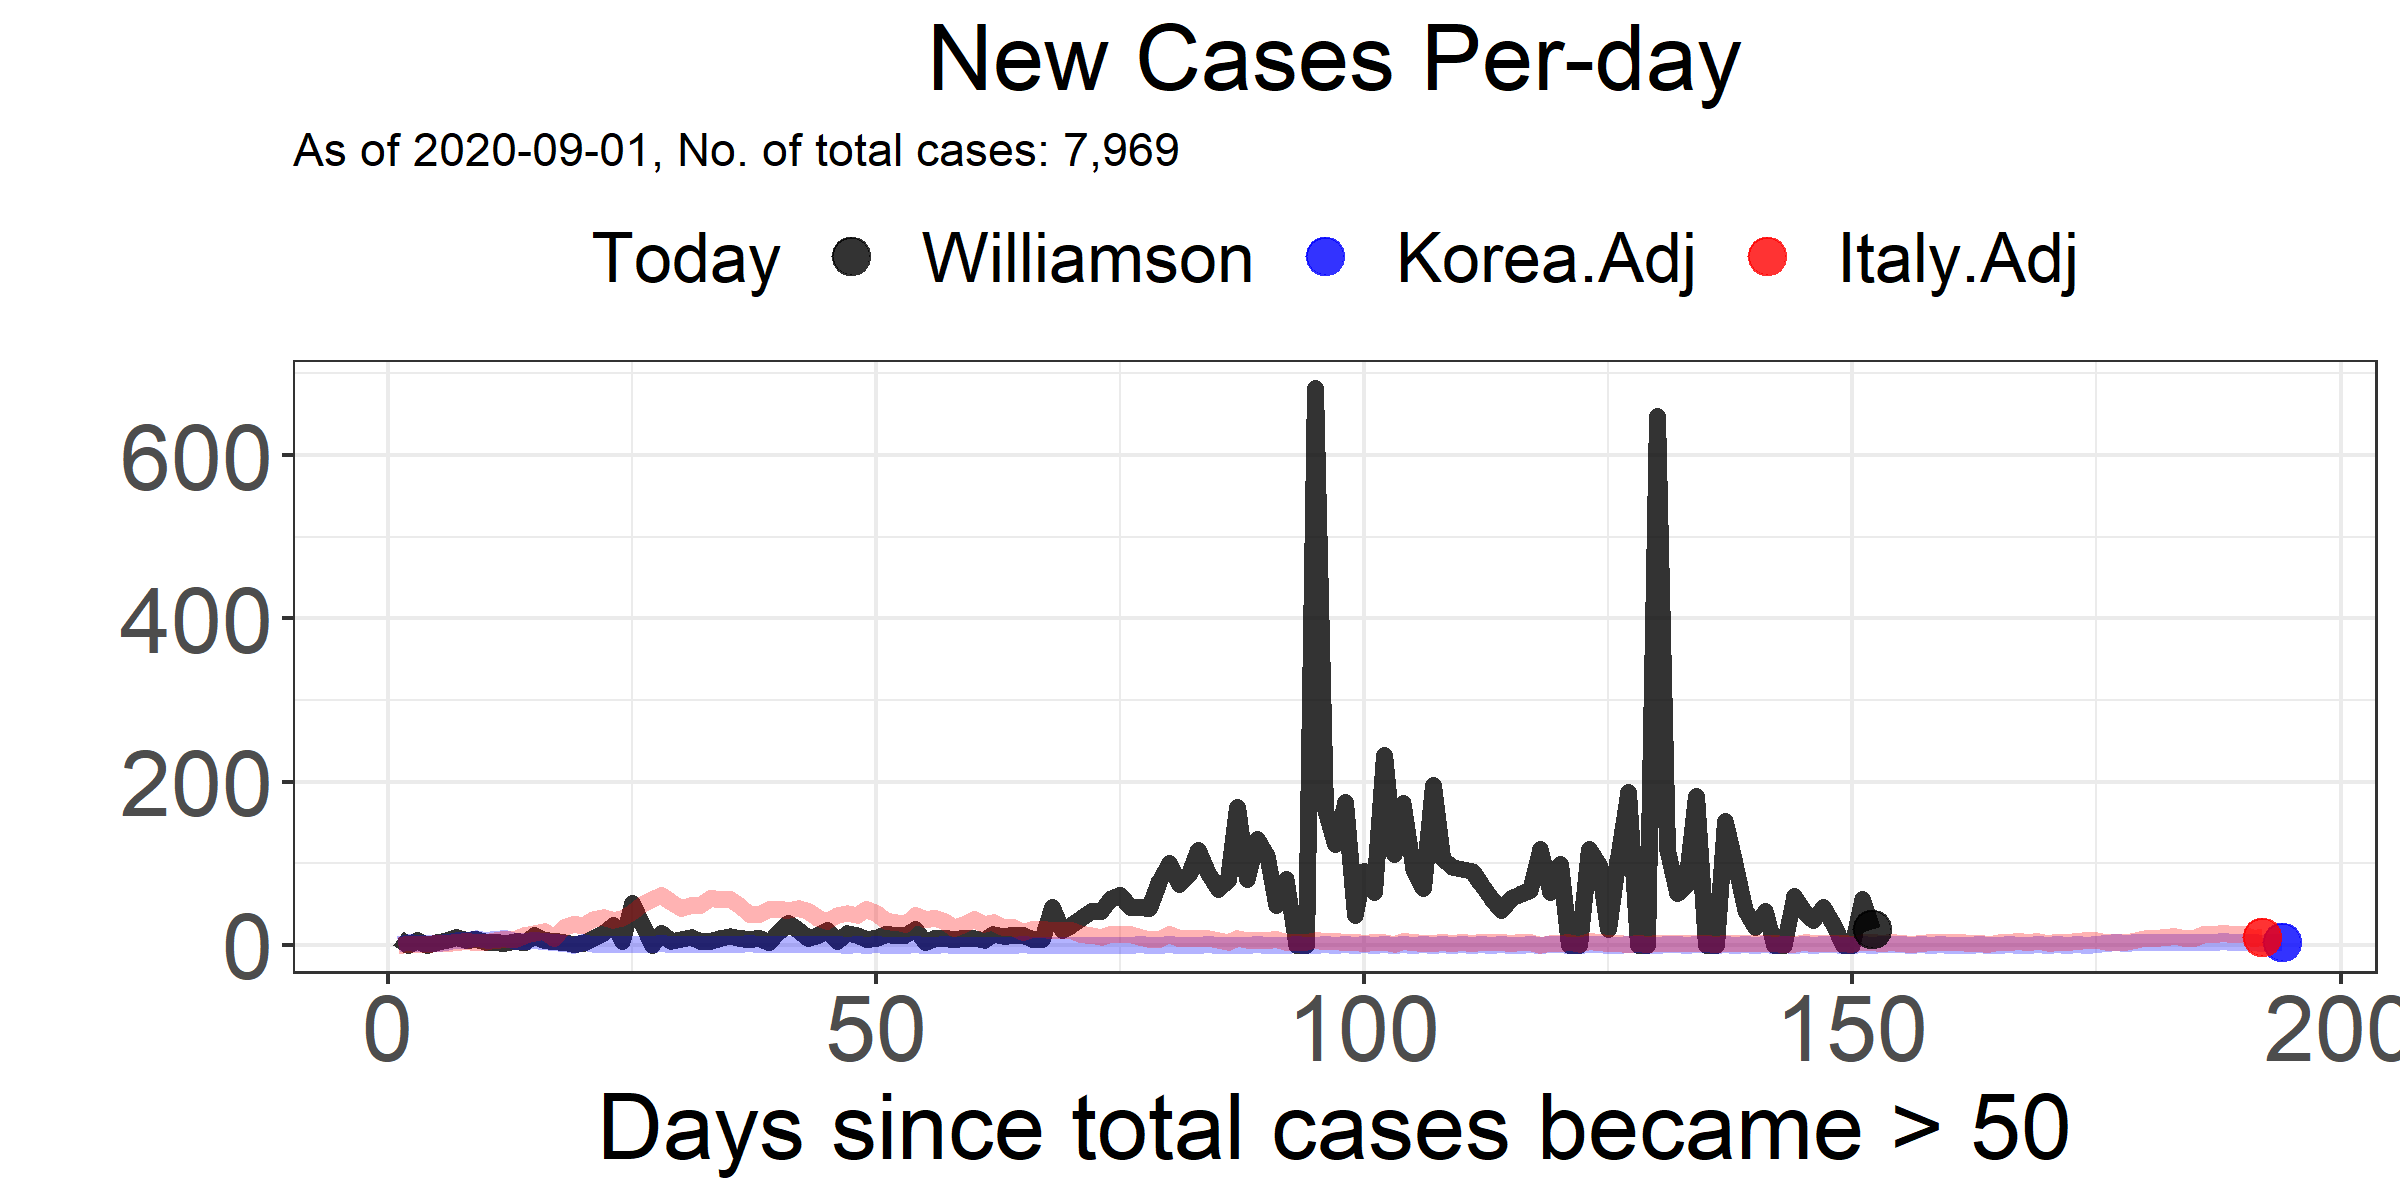 New Cases Per-day
As of 2020-09-01, No. of total cases: 7,969
Today Williamson Korea.Adj Italy.Adj
600
400
200
0
0 50 100 150 200
Days since total cases became > 50